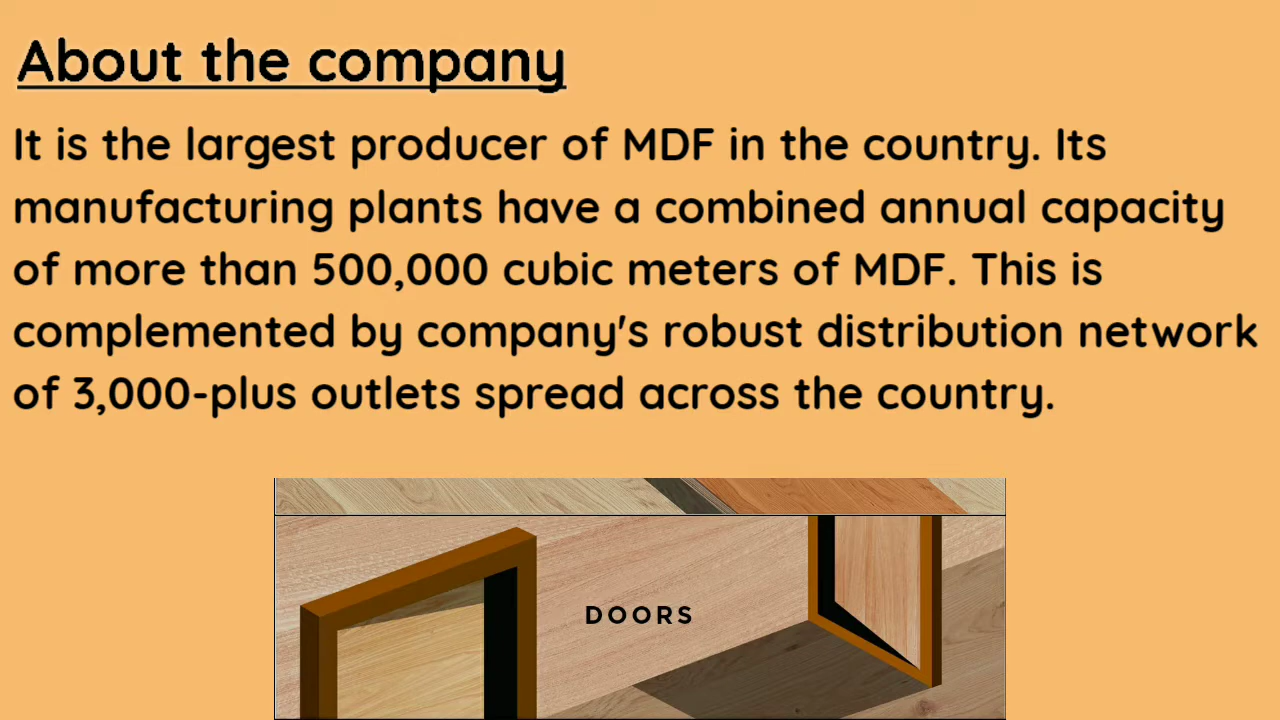 About the company
It is the largest producer of MDF in the country. Its
manufacturing plants have a combined annual capacity
of more than 500,000 cubic meters of MDF. This is
complemented by company's robust distribution network
of 3,000-plus outlets spread across the country.
DOORS